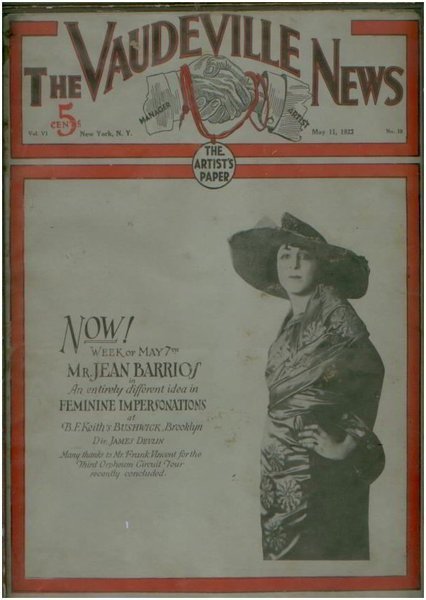 THE VAUDEVILLE NEWS
MANAGER
ARTIST
5 CENTS
Vol. VI New York, N. Y. May 11, 1923 No.
THE
ARTIST'S
PAPER
NOW!
WEEK OF MAY 7TH
MR. JEAN BARRIOS
in
An entirely different idea in
FEMININE IMPERSONATIONS
at
B.F. Keith's BUSHWICK, Brooklyn
Dir. JAMES DEVLIN
Many thanks to Mr. Frank Vincent for the
Third Orpheum Circuit Tour
recently concluded.